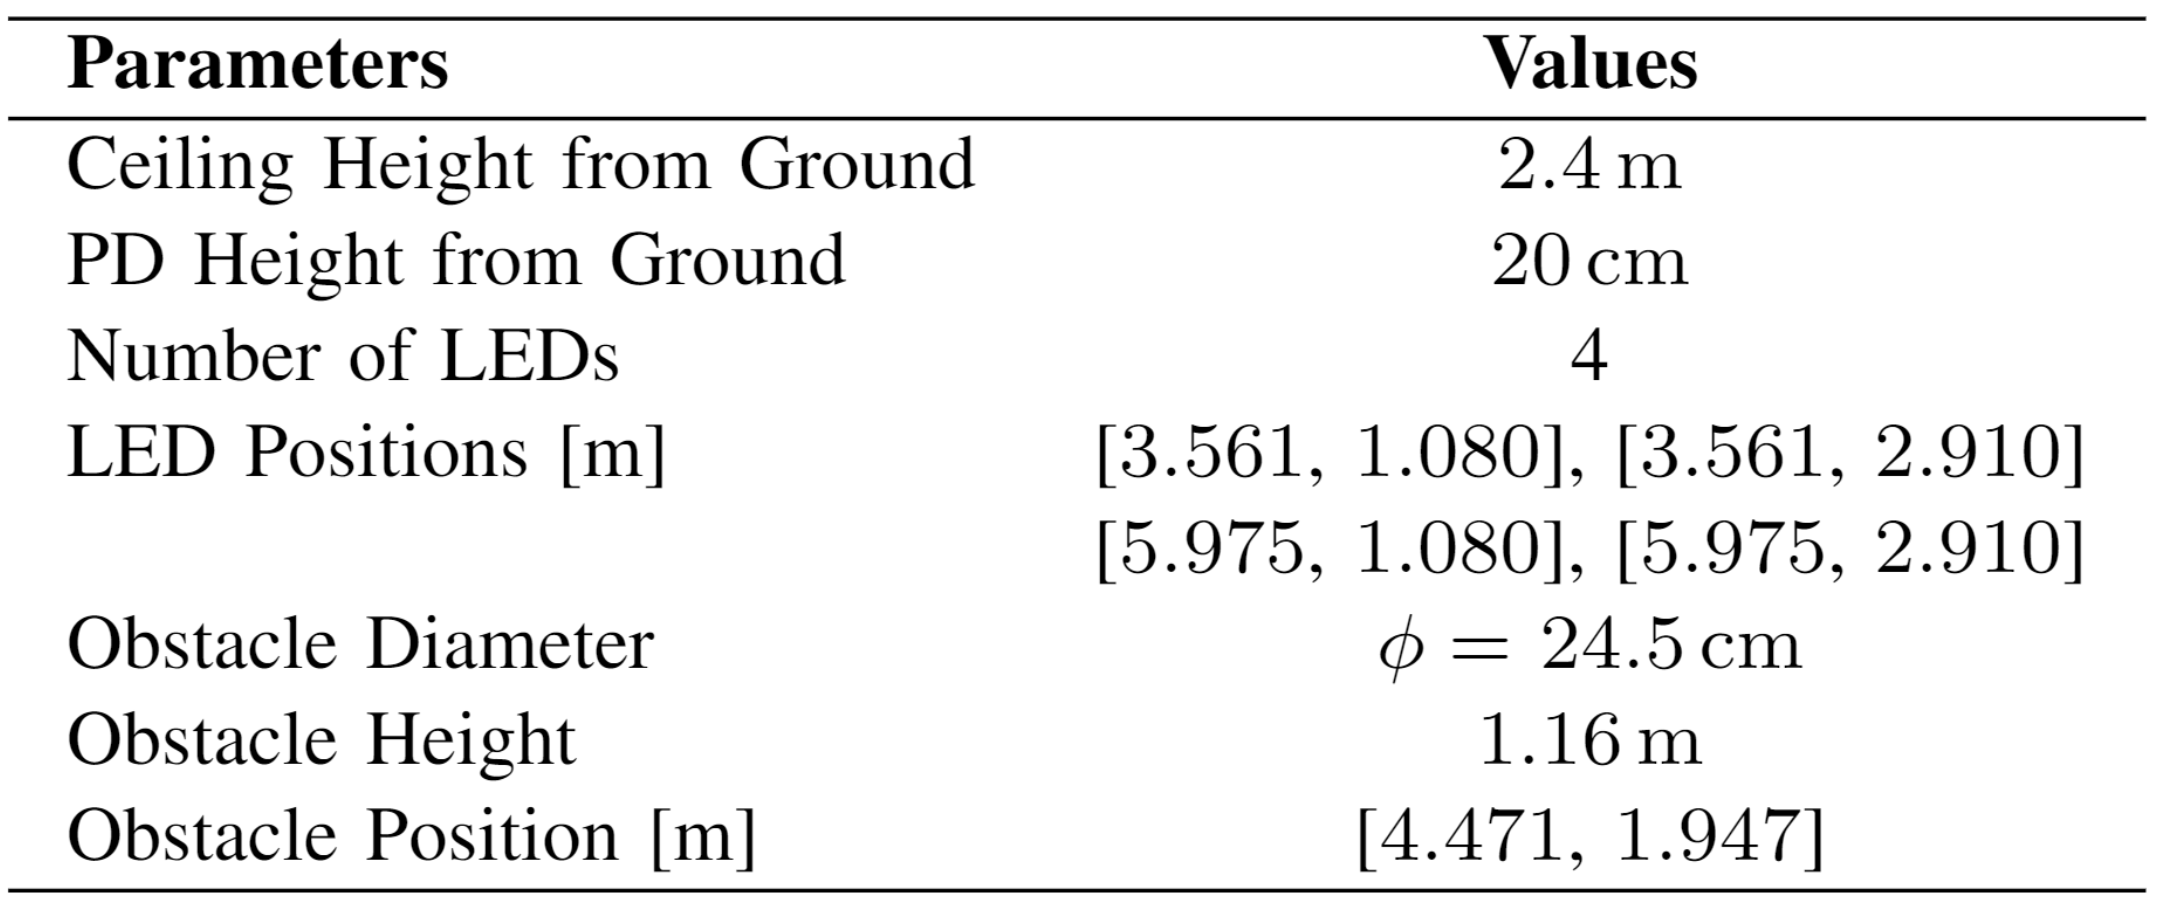 Parameters Values
Ceiling Height from Ground 2.4 m
PD Height from Ground 20 cm
Number of LEDs 4
LED Positions [m] [3.561, 1.080], [3.561, 2.910]
[5.975, 1.080], [5.975, 2.910]
Obstacle Diameter ϕ = 24.5 cm
Obstacle Height 1.16 m
Obstacle Position [m] [4.471, 1.947]